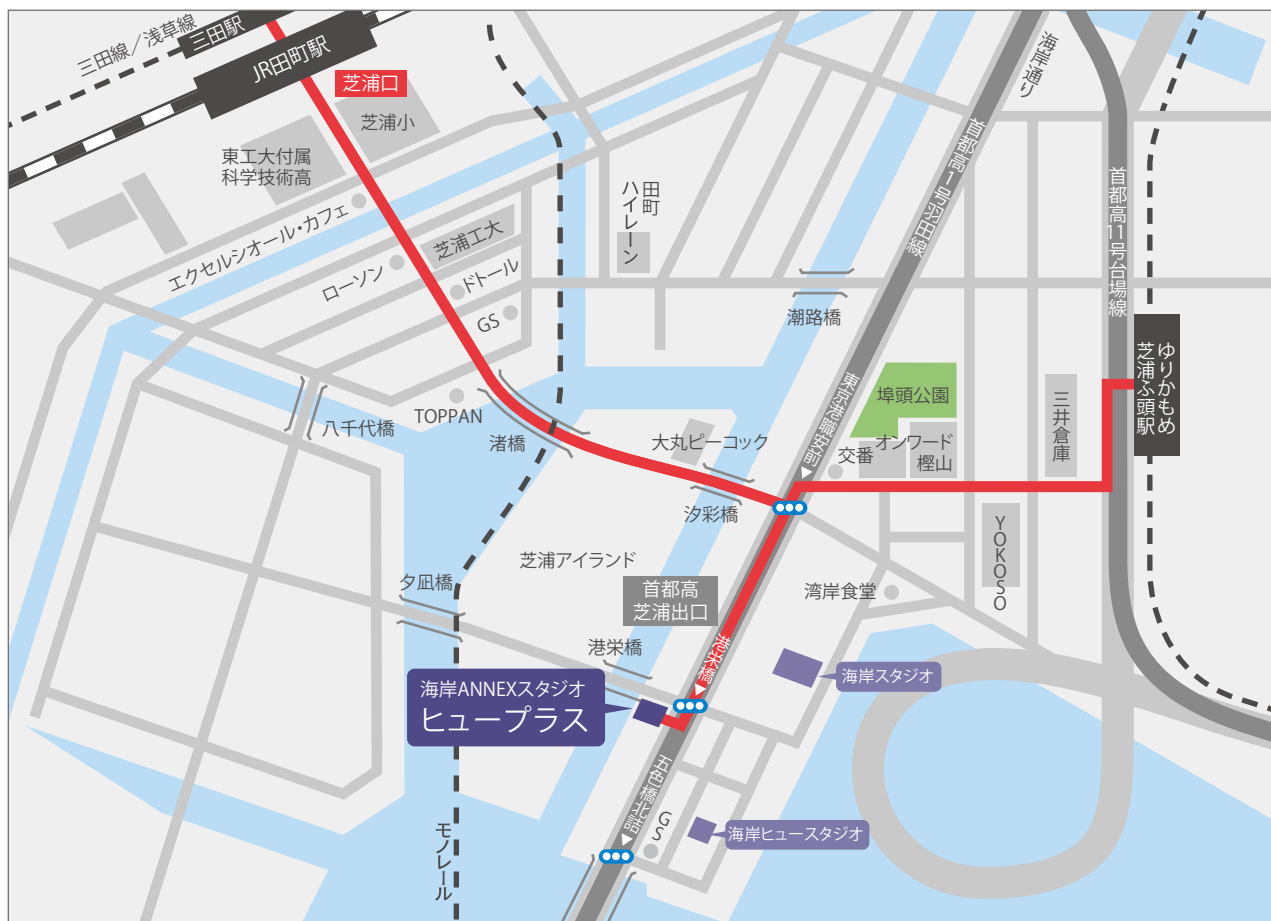 三田線／浅草線
三田駅
JR田町駅
芝浦口
芝浦小
東工大付属
科学技術高
エクセルシオール・カフェ
ローソン
芝浦工大
ドトール
GS
田町
ハイレーン
海岸通り
首都高1号羽田線
首都高11号台場線
潮路橋
ゆりかもめ
芝浦ふ頭駅
埠頭公園
三井倉庫
東京港職安前
八千代橋
TOPPAN
渚橋
大丸ピーコック
交番
オンワード
樫山
汐彩橋
YOKOSO
芝浦アイランド
夕凪橋
首都高
芝浦出口
湾岸食堂
港栄橋
港栄橋
海岸スタジオ
海岸ANNEXスタジオ
ヒュープラス
五色橋北詰
GS
海岸ヒュースタジオ
モノレール